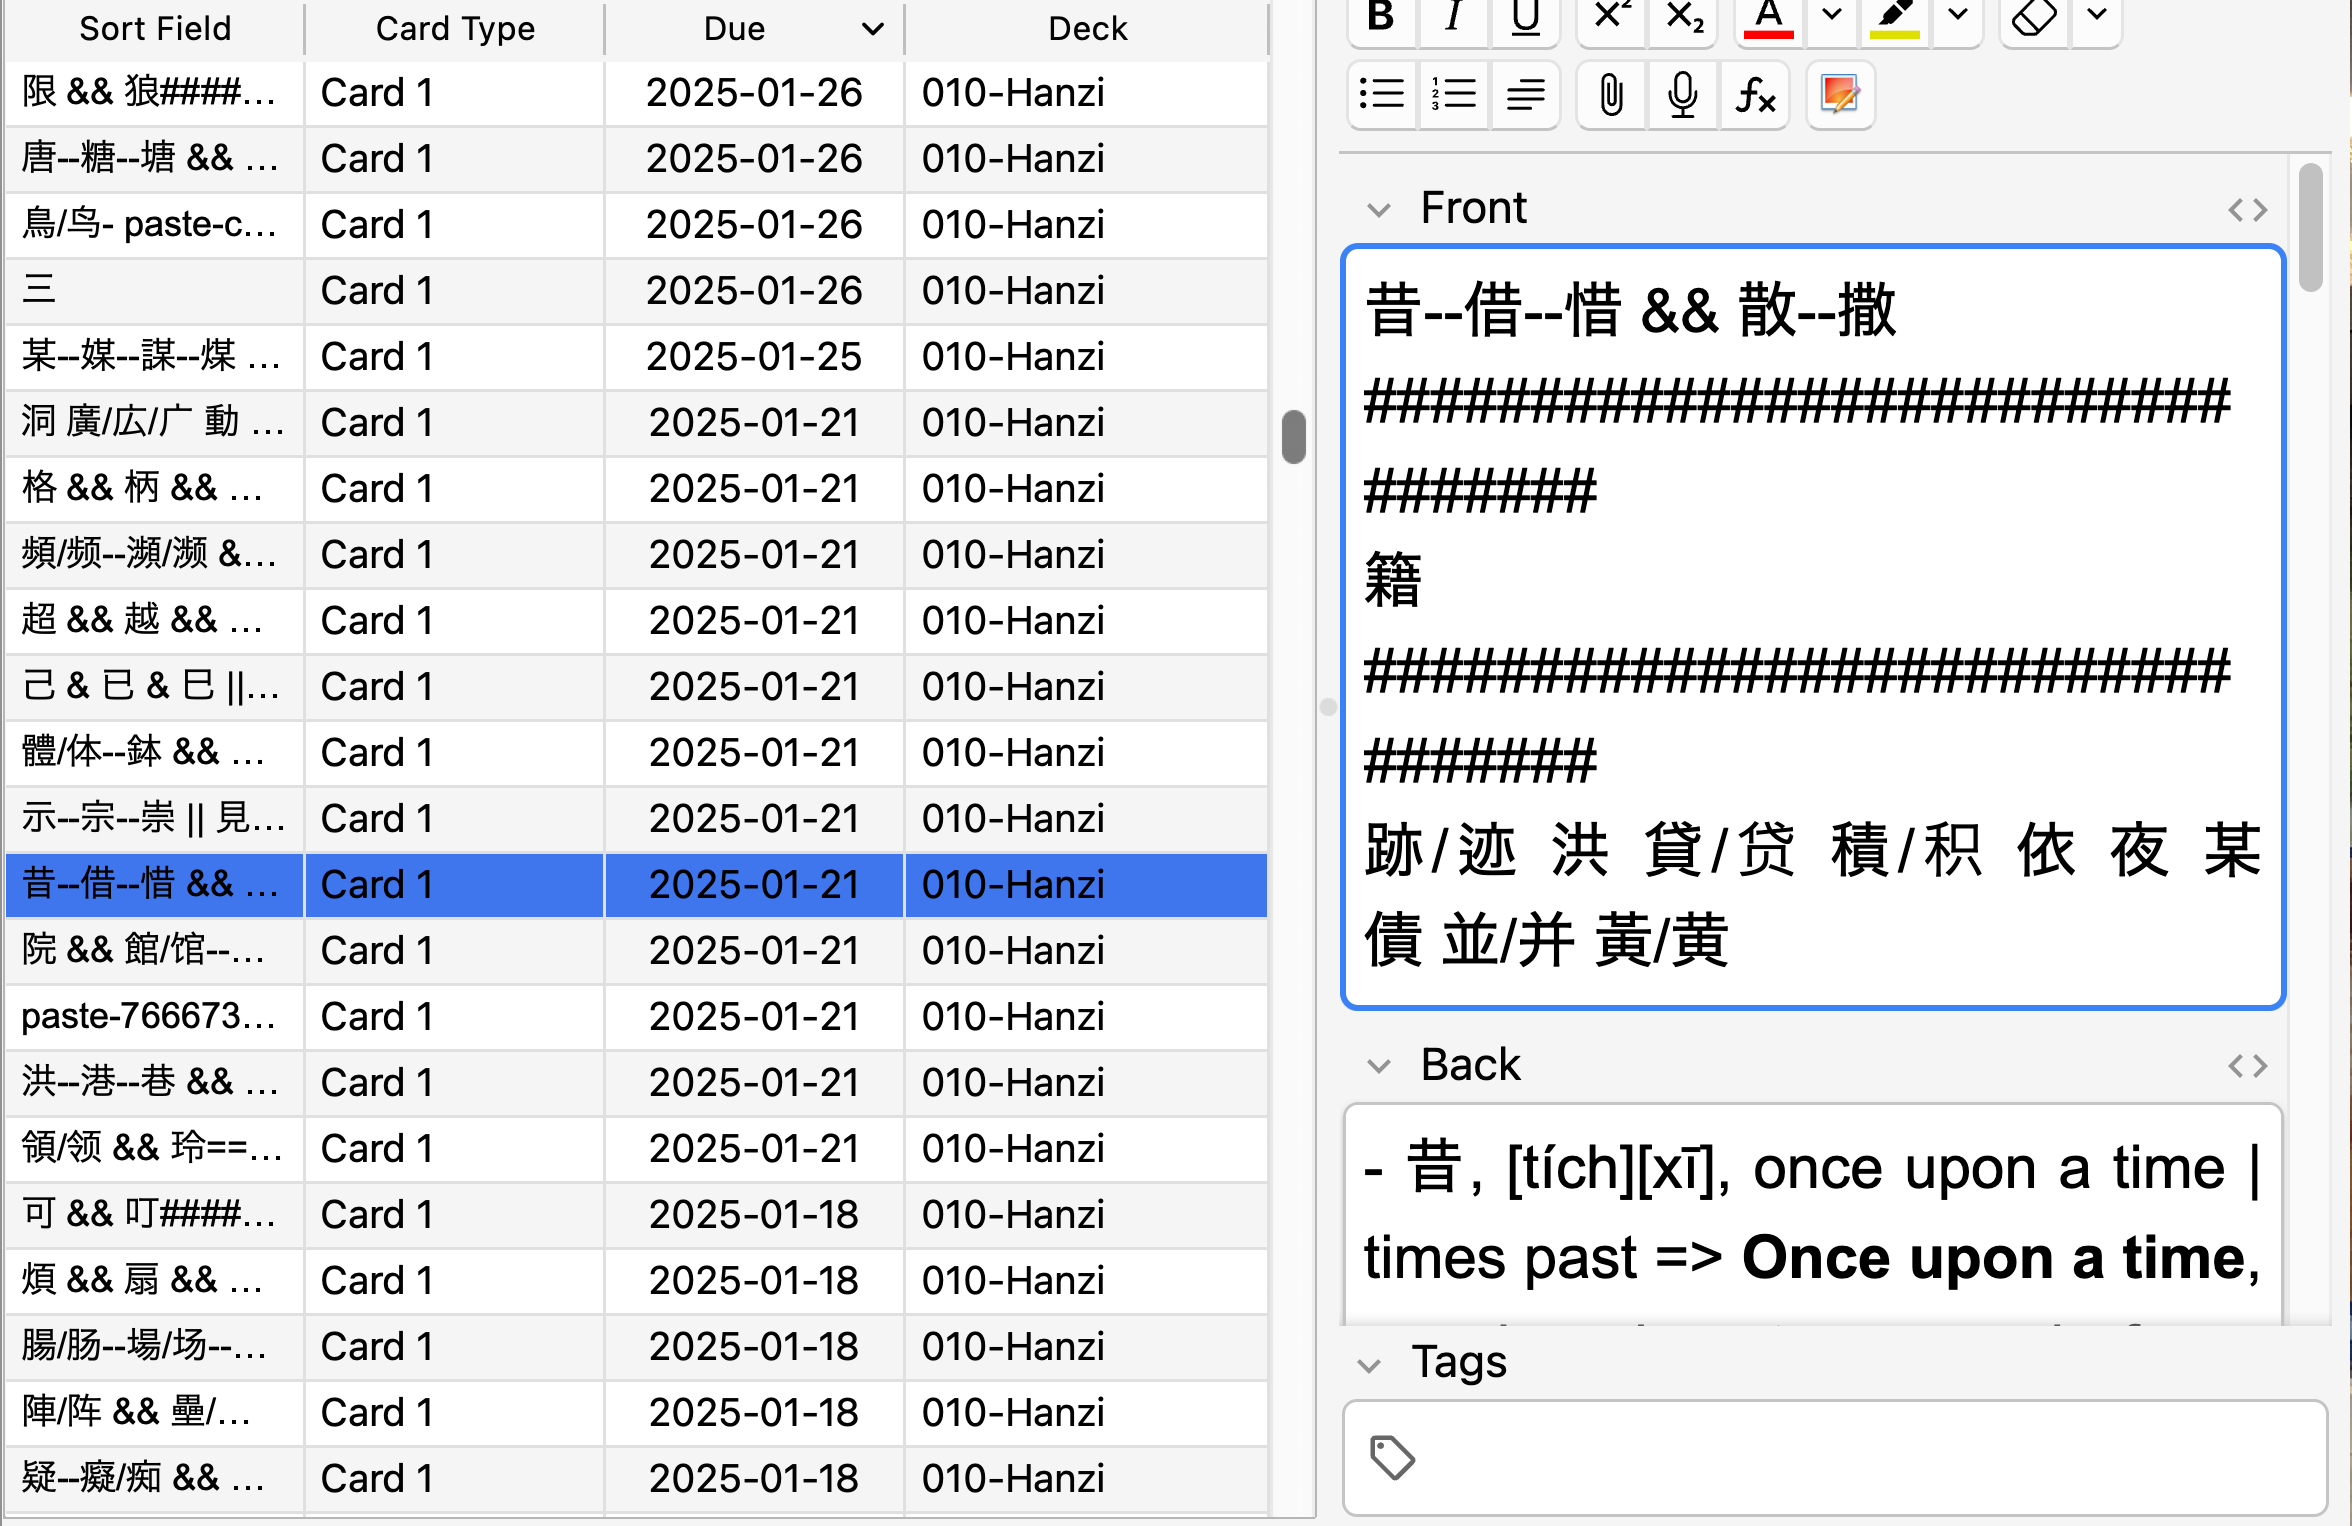 Sort Field Card Type Due Deck
限 && 狼####... Card 1 2025-01-26 010-Hanzi
唐--糖--塘 && ... Card 1 2025-01-26 010-Hanzi
鳥/鸟- paste-c... Card 1 2025-01-26 010-Hanzi
三 Card 1 2025-01-26 010-Hanzi
某--媒--謀--煤 ... Card 1 2025-01-25 010-Hanzi
洞 廣/広/广 動 ... Card 1 2025-01-21 010-Hanzi
格 && 柄 && ... Card 1 2025-01-21 010-Hanzi
頻/频--瀕/濒 &... Card 1 2025-01-21 010-Hanzi
超 && 越 && ... Card 1 2025-01-21 010-Hanzi
己 & 已 & 巳 ||... Card 1 2025-01-21 010-Hanzi
體/体--鉢 && ... Card 1 2025-01-21 010-Hanzi
示--宗--崇 || 見... Card 1 2025-01-21 010-Hanzi
昔--借--惜 && ... Card 1 2025-01-21 010-Hanzi
院 && 館/馆--... Card 1 2025-01-21 010-Hanzi
paste-766673... Card 1 2025-01-21 010-Hanzi
洪--港--巷 && ... Card 1 2025-01-21 010-Hanzi
領/领 && 玲==... Card 1 2025-01-21 010-Hanzi
可 && 叮####... Card 1 2025-01-18 010-Hanzi
煩 && 扇 && ... Card 1 2025-01-18 010-Hanzi
腸/肠--場/场--... Card 1 2025-01-18 010-Hanzi
陣/阵 && 壘/... Card 1 2025-01-18 010-Hanzi
疑--癡/痴 && ... Card 1 2025-01-18 010-Hanzi
B I U x² x₂ A
fx
Front
昔--借--惜 && 散--撒
##########################
#######
籍
##########################
#######
跡/迹 洪 貸/贷 積/积 依 夜 某
債 並/并 黃/黄
Back
- 昔, [tích][xī], once upon a time |
times past => Once upon a time,
Tags